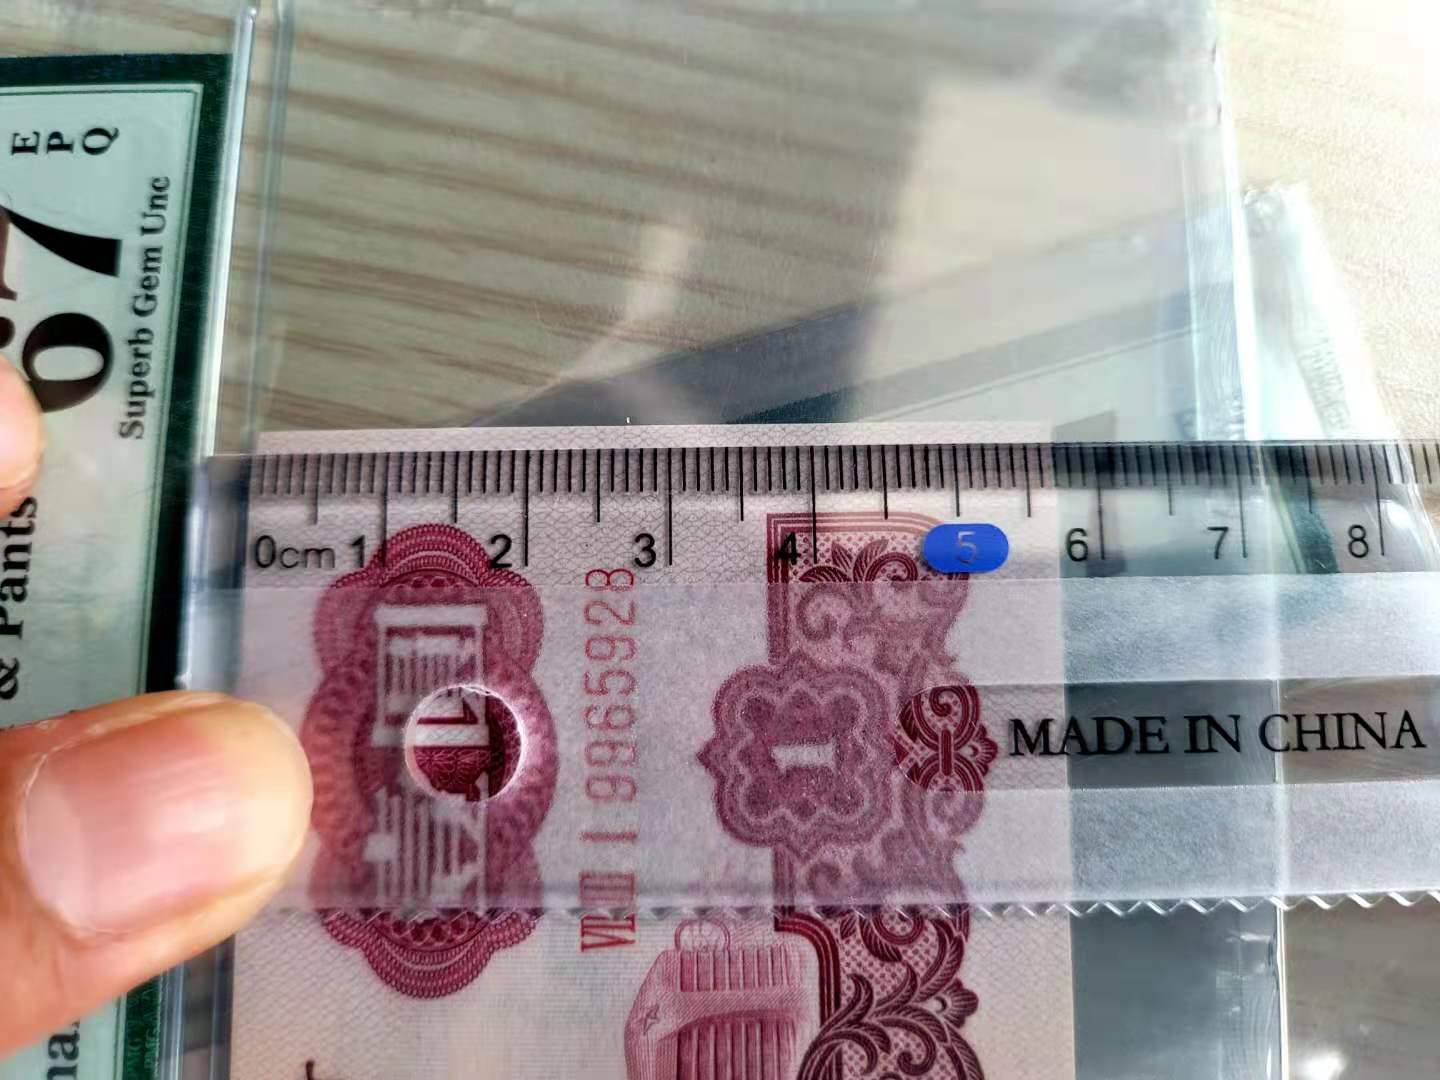 E
P
Q
67
Superb Gem Unc
& Pants
0cm 1 2 3 4 5 6 7 8
壹
VIII I 9965928
MADE IN CHINA